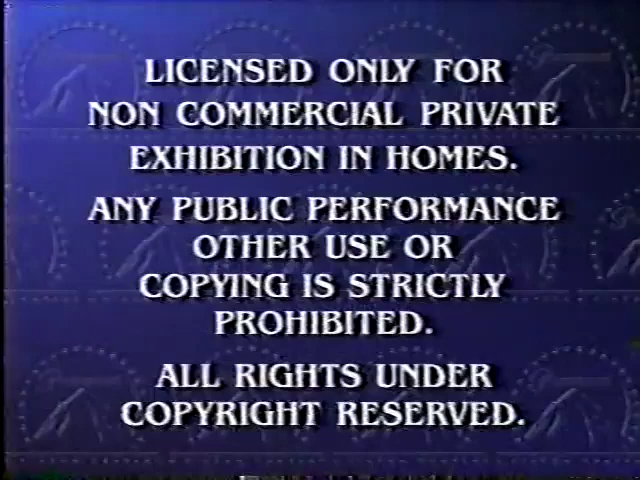 LICENSED ONLY FOR
NON COMMERCIAL PRIVATE
EXHIBITION IN HOMES.
ANY PUBLIC PERFORMANCE
OTHER USE OR
COPYING IS STRICTLY
PROHIBITED.
ALL RIGHTS UNDER
COPYRIGHT RESERVED.